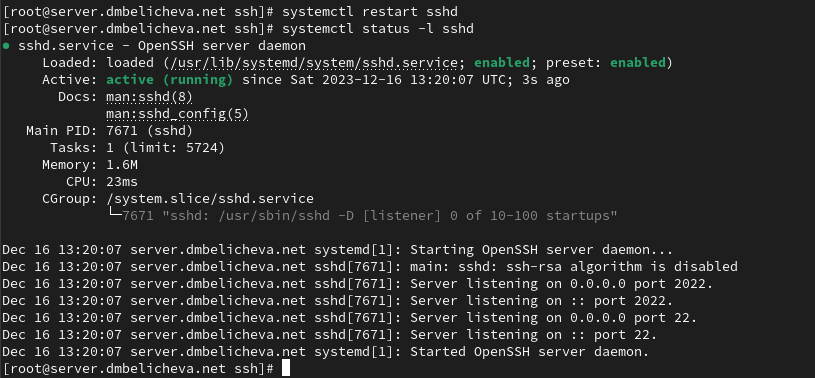 [root@server.dmbelicheva.net ssh]# systemctl restart sshd
[root@server.dmbelicheva.net ssh]# systemctl status -l sshd
● sshd.service - OpenSSH server daemon
     Loaded: loaded (/usr/lib/systemd/system/sshd.service; enabled; preset: enabled)
     Active: active (running) since Sat 2023-12-16 13:20:07 UTC; 3s ago
       Docs: man:sshd(8)
             man:sshd_config(5)
   Main PID: 7671 (sshd)
      Tasks: 1 (limit: 5724)
     Memory: 1.6M
        CPU: 23ms
     CGroup: /system.slice/sshd.service
             └─7671 "sshd: /usr/sbin/sshd -D [listener] 0 of 10-100 startups"

Dec 16 13:20:07 server.dmbelicheva.net systemd[1]: Starting OpenSSH server daemon...
Dec 16 13:20:07 server.dmbelicheva.net sshd[7671]: main: sshd: ssh-rsa algorithm is disabled
Dec 16 13:20:07 server.dmbelicheva.net sshd[7671]: Server listening on 0.0.0.0 port 2022.
Dec 16 13:20:07 server.dmbelicheva.net sshd[7671]: Server listening on :: port 2022.
Dec 16 13:20:07 server.dmbelicheva.net sshd[7671]: Server listening on 0.0.0.0 port 22.
Dec 16 13:20:07 server.dmbelicheva.net sshd[7671]: Server listening on :: port 22.
Dec 16 13:20:07 server.dmbelicheva.net systemd[1]: Started OpenSSH server daemon.
[root@server.dmbelicheva.net ssh]#